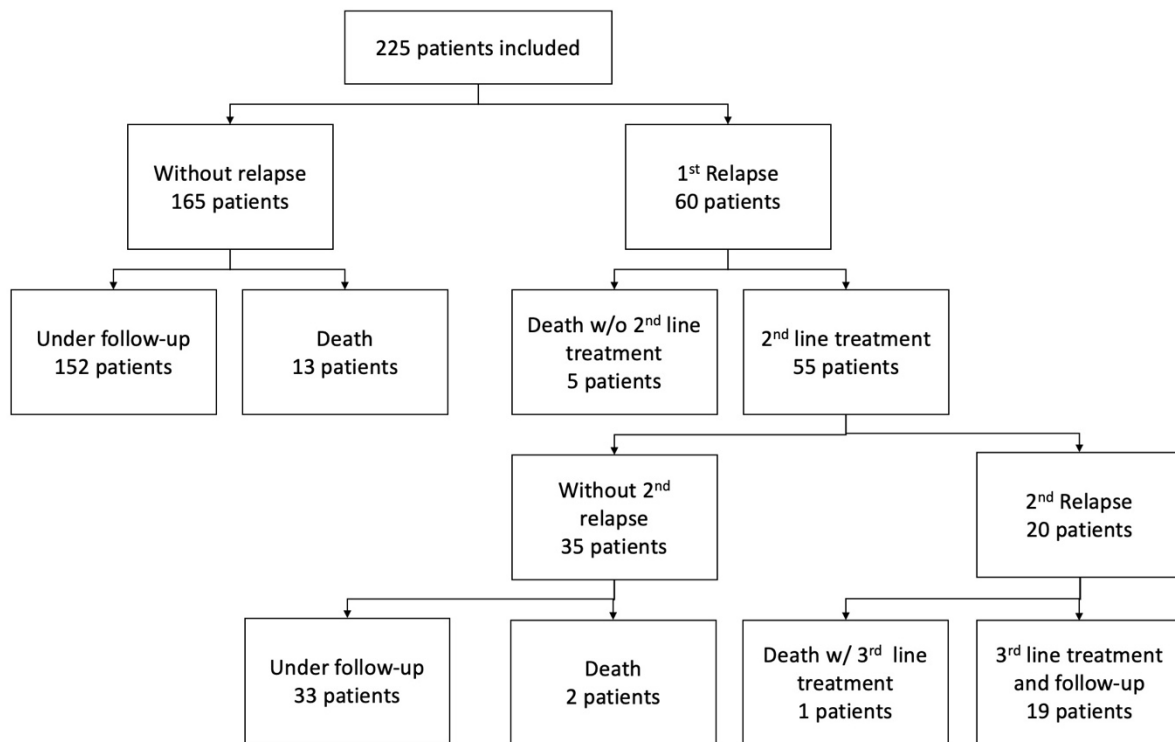 225 patients included
Without relapse
165 patients
1st Relapse
60 patients
Under follow-up
152 patients
Death
13 patients
Death w/o 2nd line
treatment
5 patients
2nd line treatment
55 patients
Without 2nd
relapse
35 patients
2nd Relapse
20 patients
Under follow-up
33 patients
Death
2 patients
Death w/ 3rd line
treatment
1 patients
3rd line treatment
and follow-up
19 patients